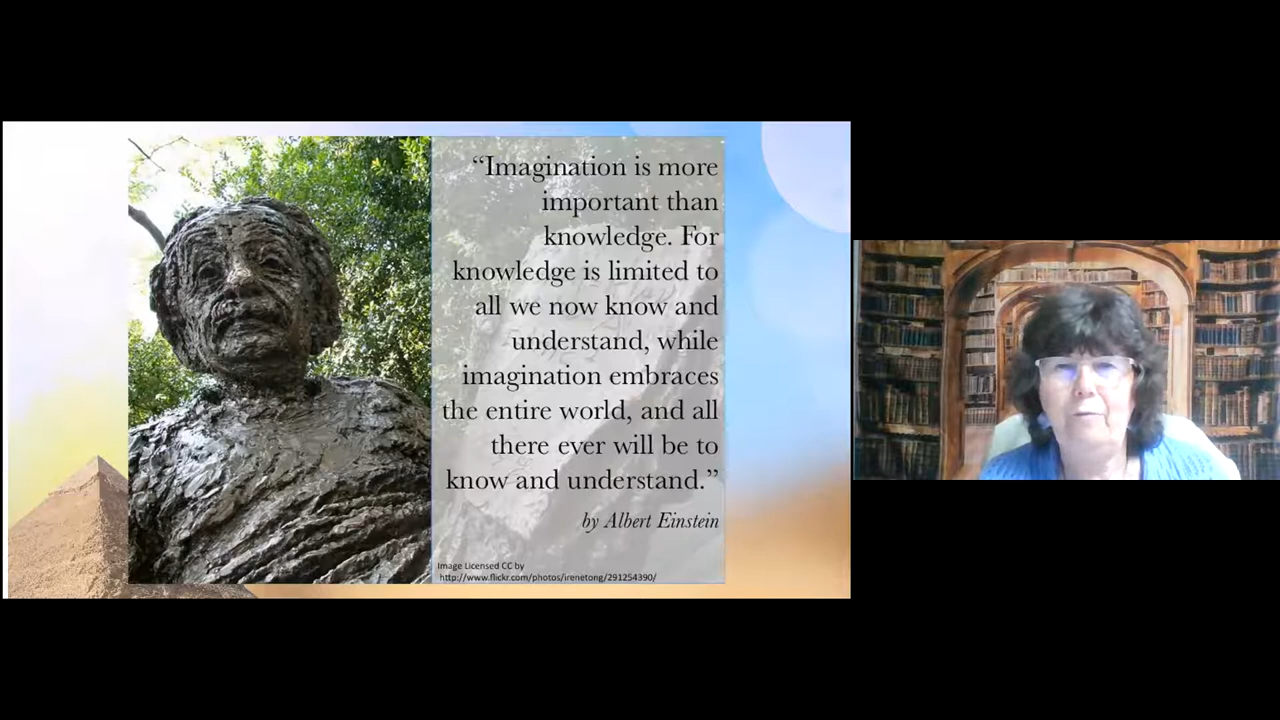 “Imagination is more
important than
knowledge. For
knowledge is limited to
all we now know and
understand, while
imagination embraces
the entire world, and all
there ever will be to
know and understand.”
by Albert Einstein
Image Licensed CC by
http://www.flickr.com/photos/irenetong/291254390/